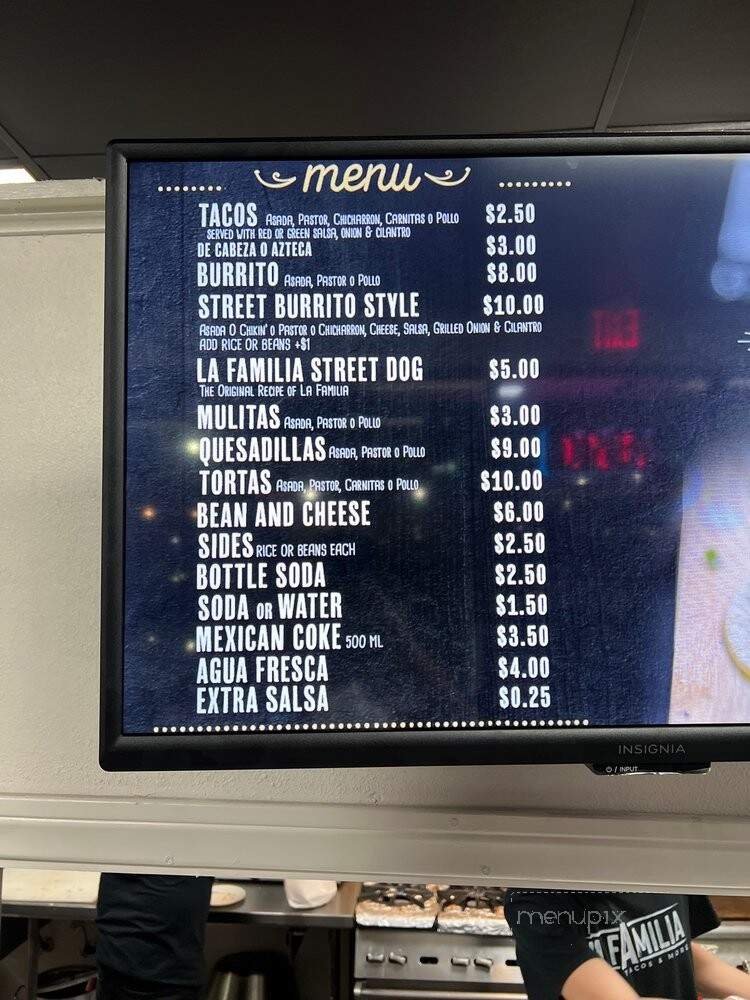 menu
TACOS ASADA, PASTOR, CHICHARRON, CARNITAS O POLLO $2.50
SERVED WITH RED OR GREEN SALSA, ONION & CILANTRO
DE CABEZA O AZTECA $3.00
BURRITO ASADA, PASTOR O POLLO $8.00
STREET BURRITO STYLE $10.00
ASADA O CHIKIN' O PASTOR O CHICHARRON, CHEESE, SALSA, GRILLED ONION & CILANTRO
ADD RICE OR BEANS +$1
LA FAMILIA STREET DOG $5.00
THE ORIGINAL RECIPE OF LA FAMILIA
MULITAS ASADA, PASTOR O POLLO $3.00
QUESADILLAS ASADA, PASTOR O POLLO $9.00
TORTAS ASADA, PASTOR, CARNITAS O POLLO $10.00
BEAN AND CHEESE $6.00
SIDES RICE OR BEANS EACH $2.50
BOTTLE SODA $2.50
SODA OR WATER $1.50
MEXICAN COKE 500 ML $3.50
AGUA FRESCA $4.00
EXTRA SALSA $0.25
INSIGNIA
/ INPUT
menupix
FAMILIA
TACOS & MORE